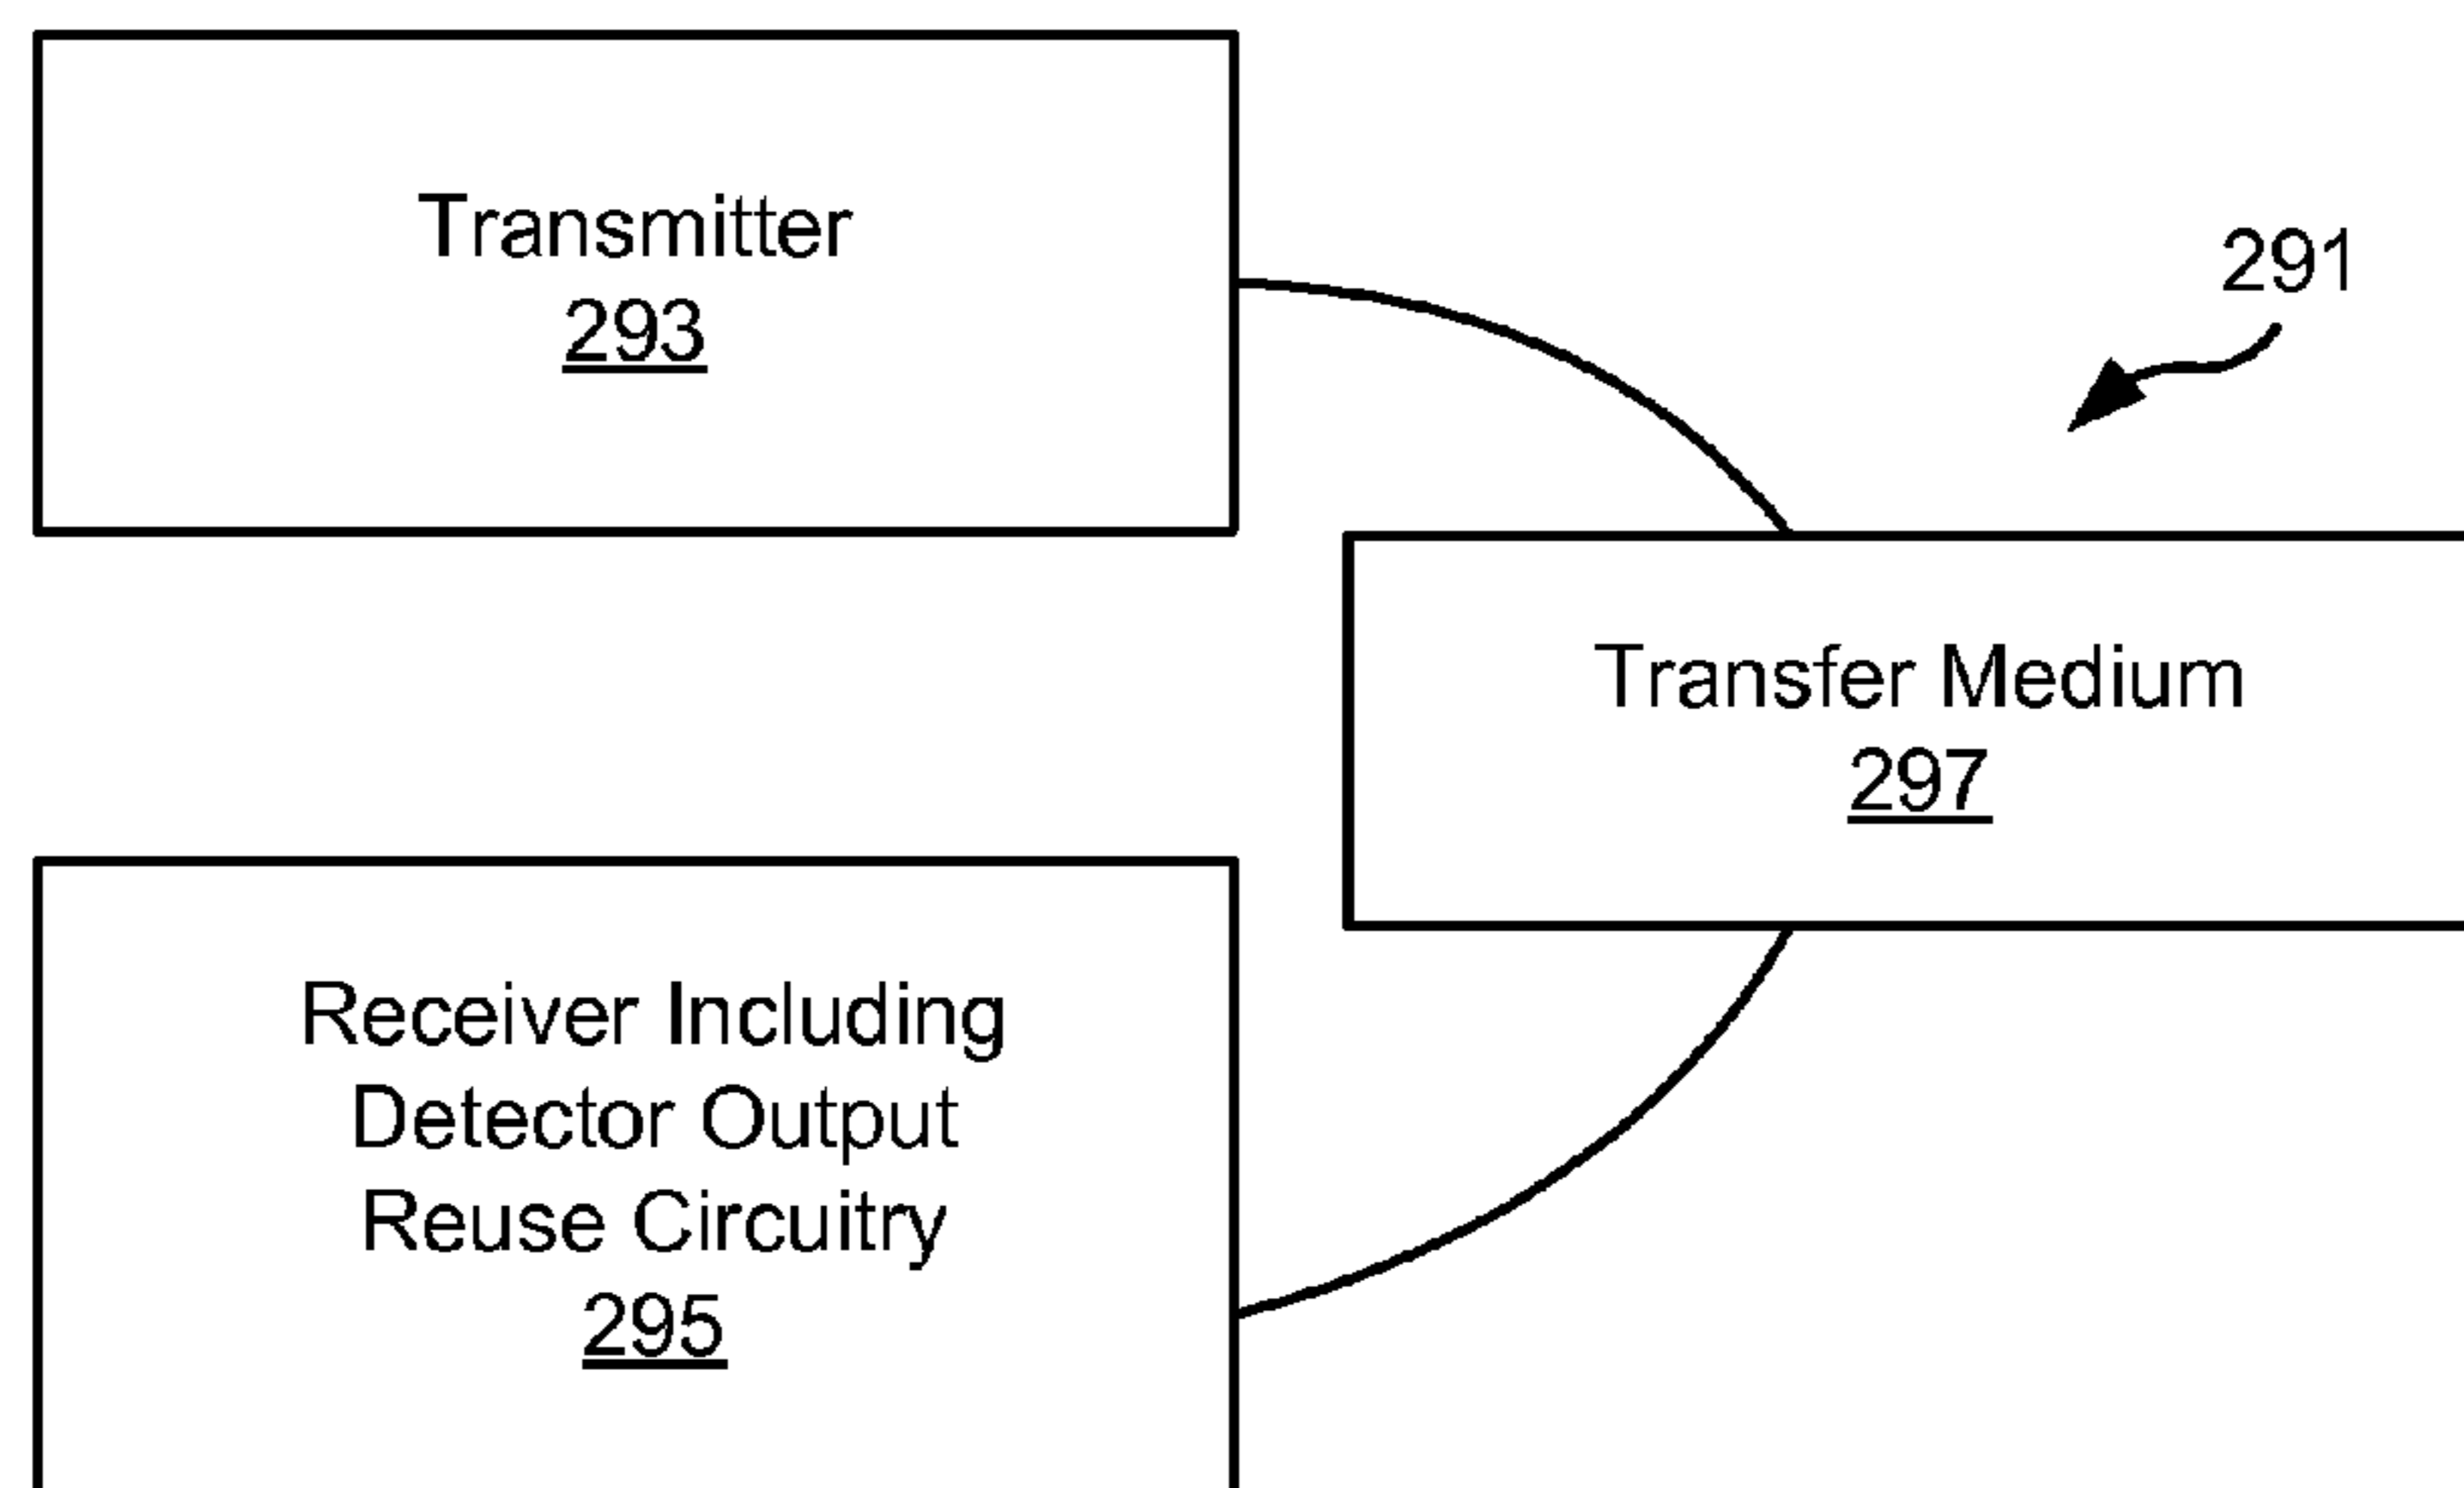 Transmitter
293
291
Transfer Medium
297
Receiver Including
Detector Output
Reuse Circuitry
295